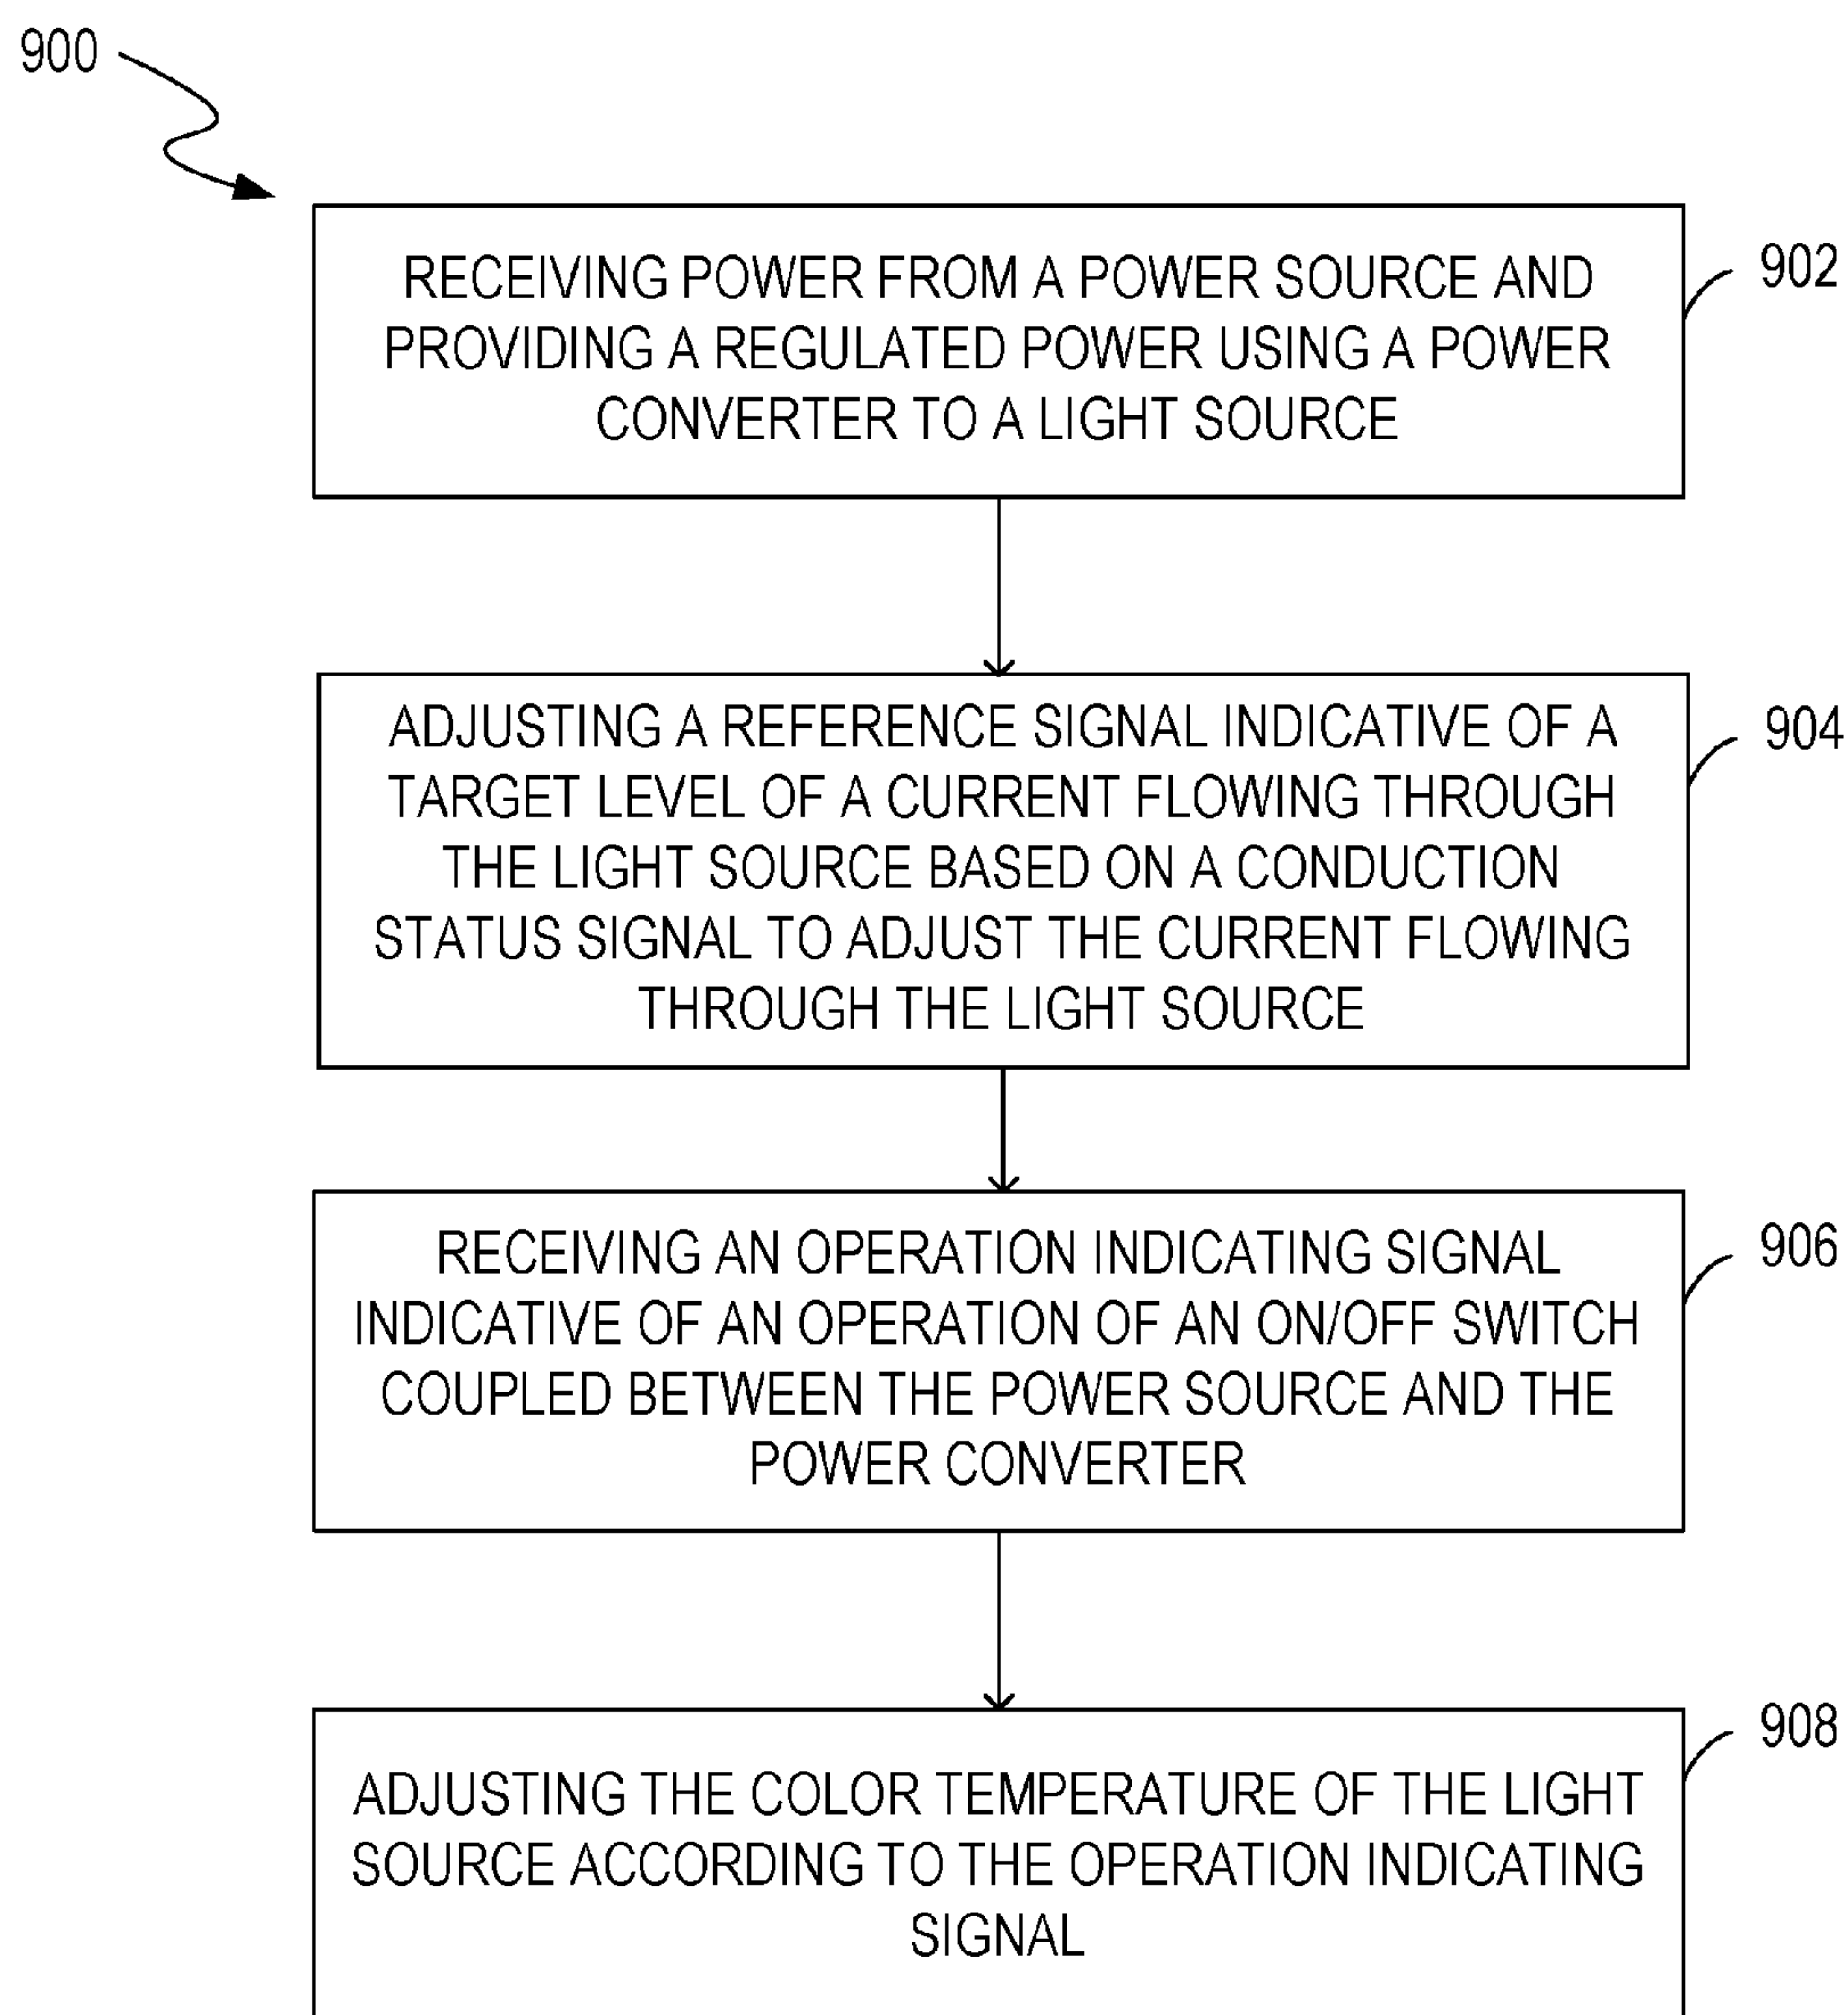 900
RECEIVING POWER FROM A POWER SOURCE AND
PROVIDING A REGULATED POWER USING A POWER
CONVERTER TO A LIGHT SOURCE
902
ADJUSTING A REFERENCE SIGNAL INDICATIVE OF A
TARGET LEVEL OF A CURRENT FLOWING THROUGH
THE LIGHT SOURCE BASED ON A CONDUCTION
STATUS SIGNAL TO ADJUST THE CURRENT FLOWING
THROUGH THE LIGHT SOURCE
904
RECEIVING AN OPERATION INDICATING SIGNAL
INDICATIVE OF AN OPERATION OF AN ON/OFF SWITCH
COUPLED BETWEEN THE POWER SOURCE AND THE
POWER CONVERTER
906
ADJUSTING THE COLOR TEMPERATURE OF THE LIGHT
SOURCE ACCORDING TO THE OPERATION INDICATING
SIGNAL
908